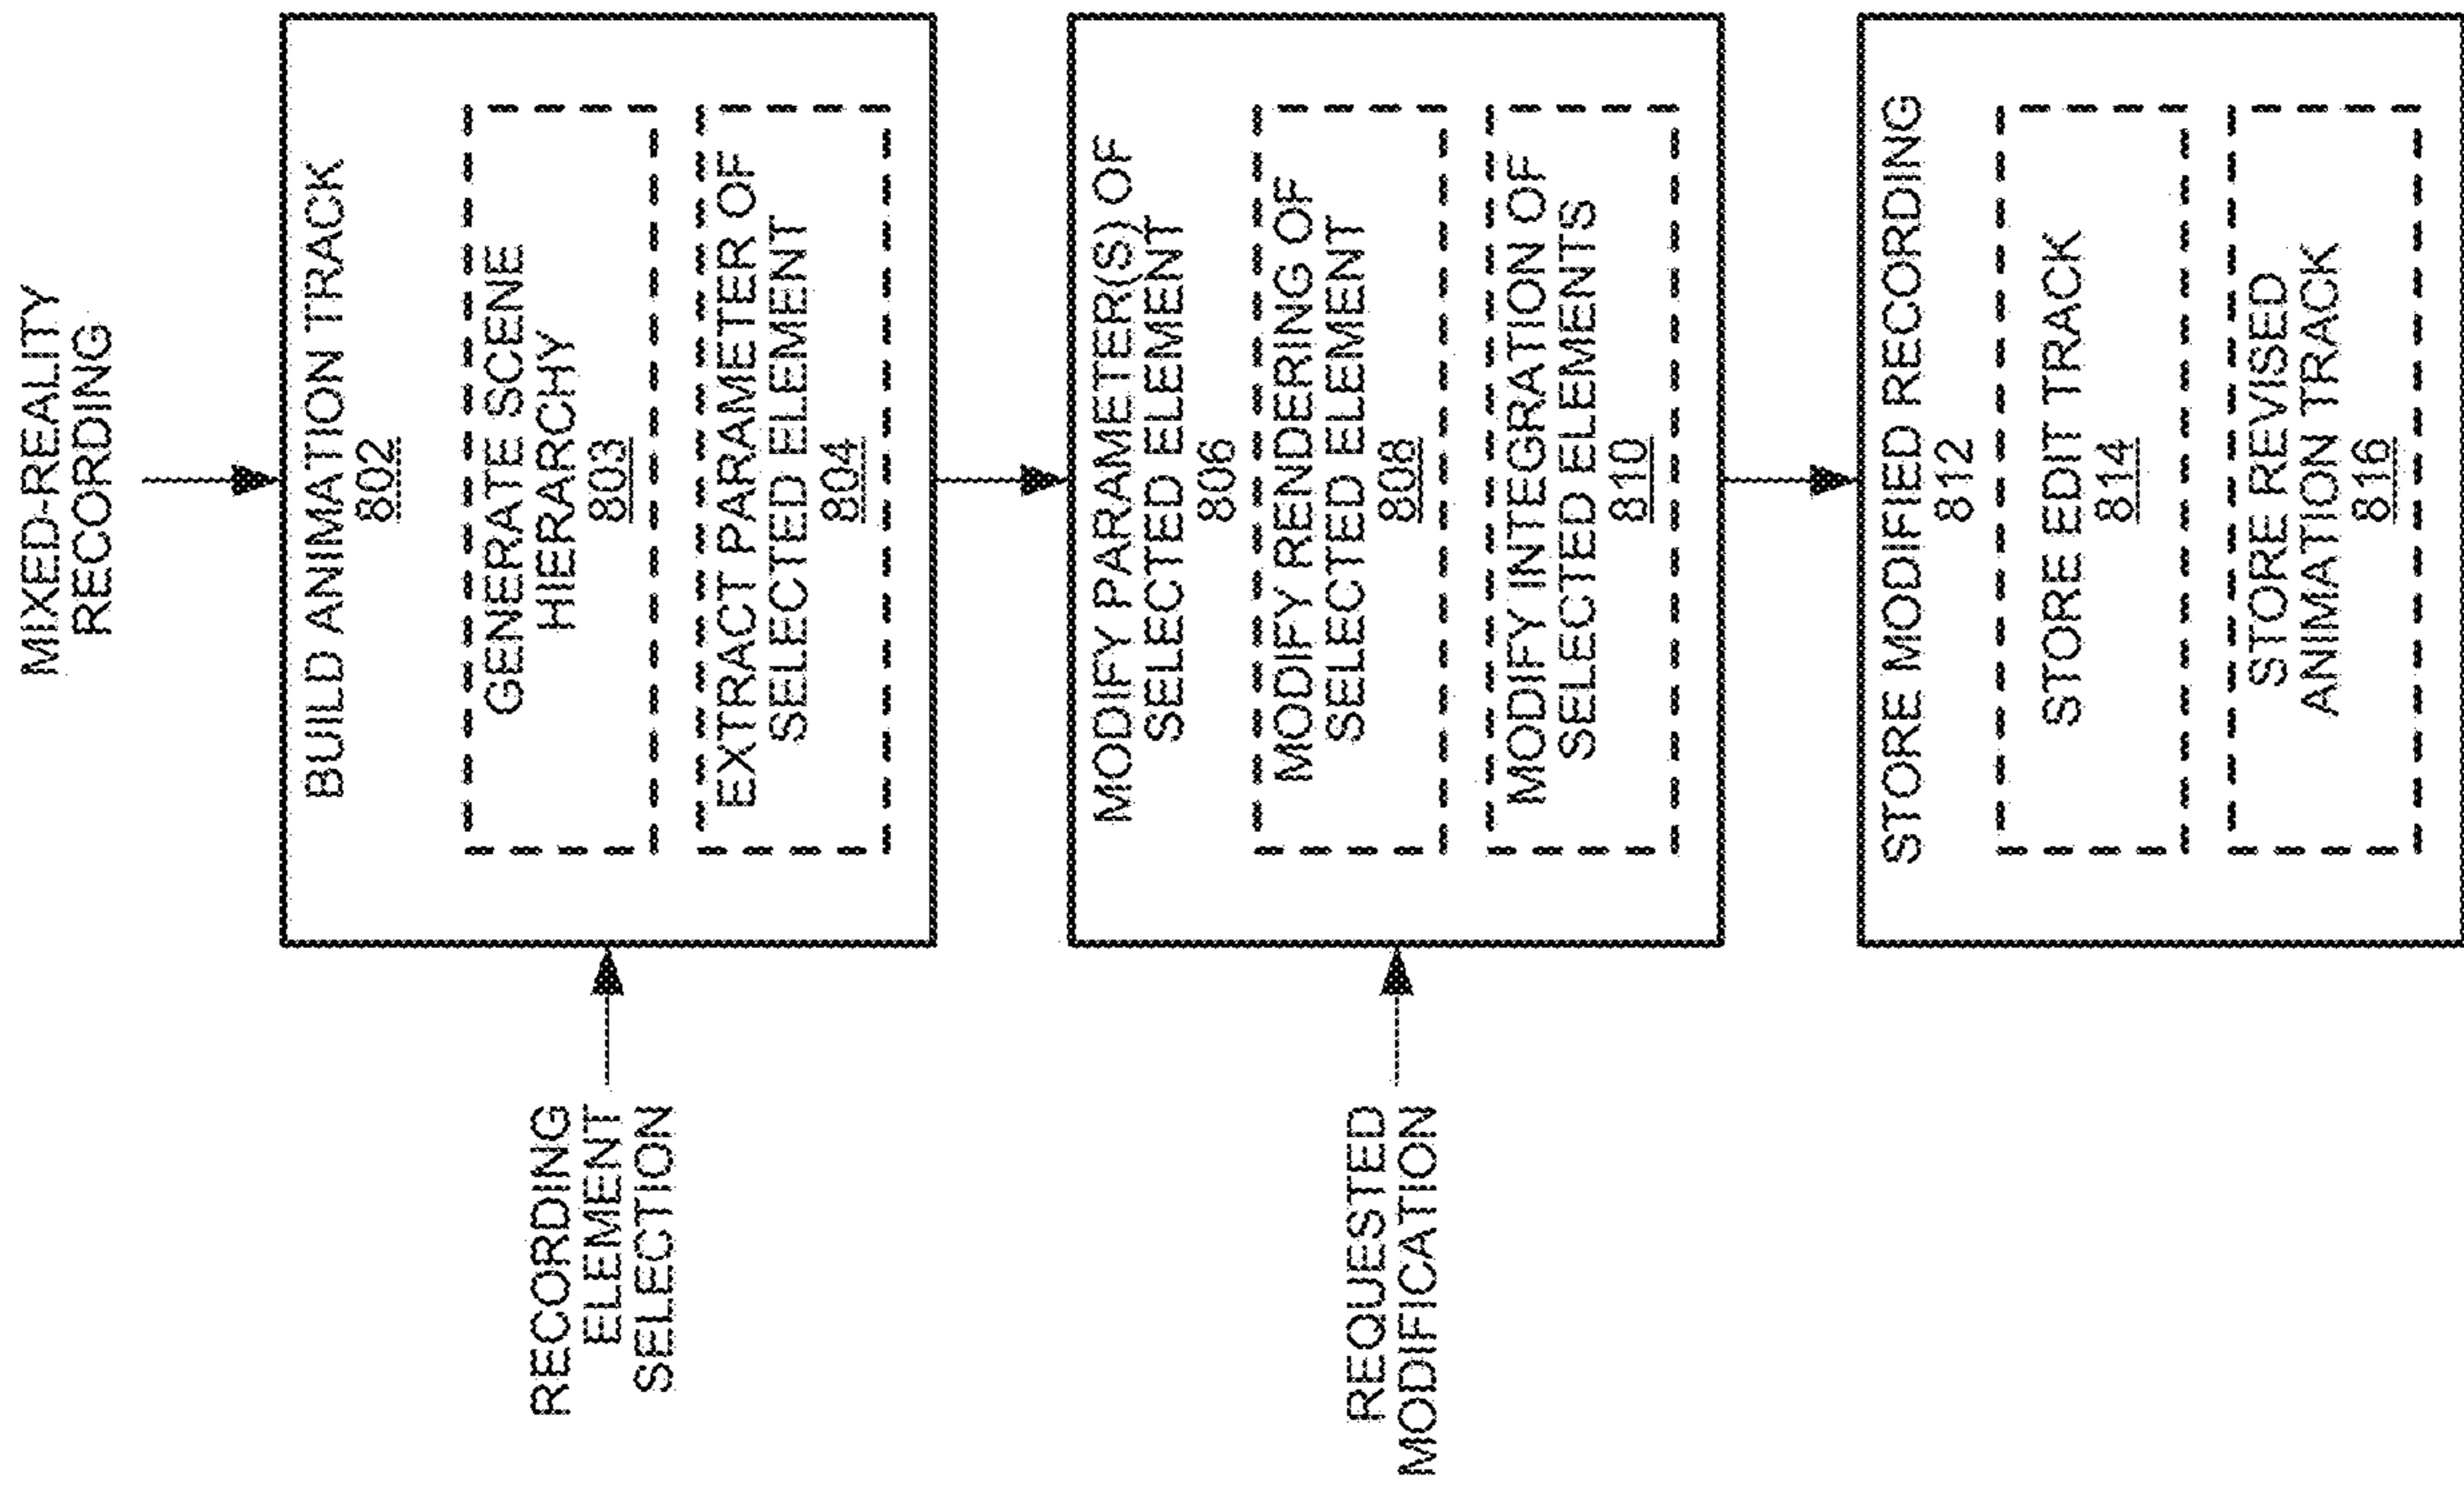 MIXED-REALITY
RECORDING
BUILD ANIMATION TRACK
802
GENERATE SCENE
HIERARCHY
803
EXTRACT PARAMETER OF
SELECTED ELEMENT
804
RECORDING
ELEMENT
SELECTION
MODIFY PARAMETER(S) OF
SELECTED ELEMENT
806
MODIFY RENDERING OF
SELECTED ELEMENT
808
MODIFY INTEGRATION OF
SELECTED ELEMENTS
810
REQUESTED
MODIFICATION
STORE MODIFIED RECORDING
812
STORE EDIT TRACK
814
STORE REVISED
ANIMATION TRACK
816